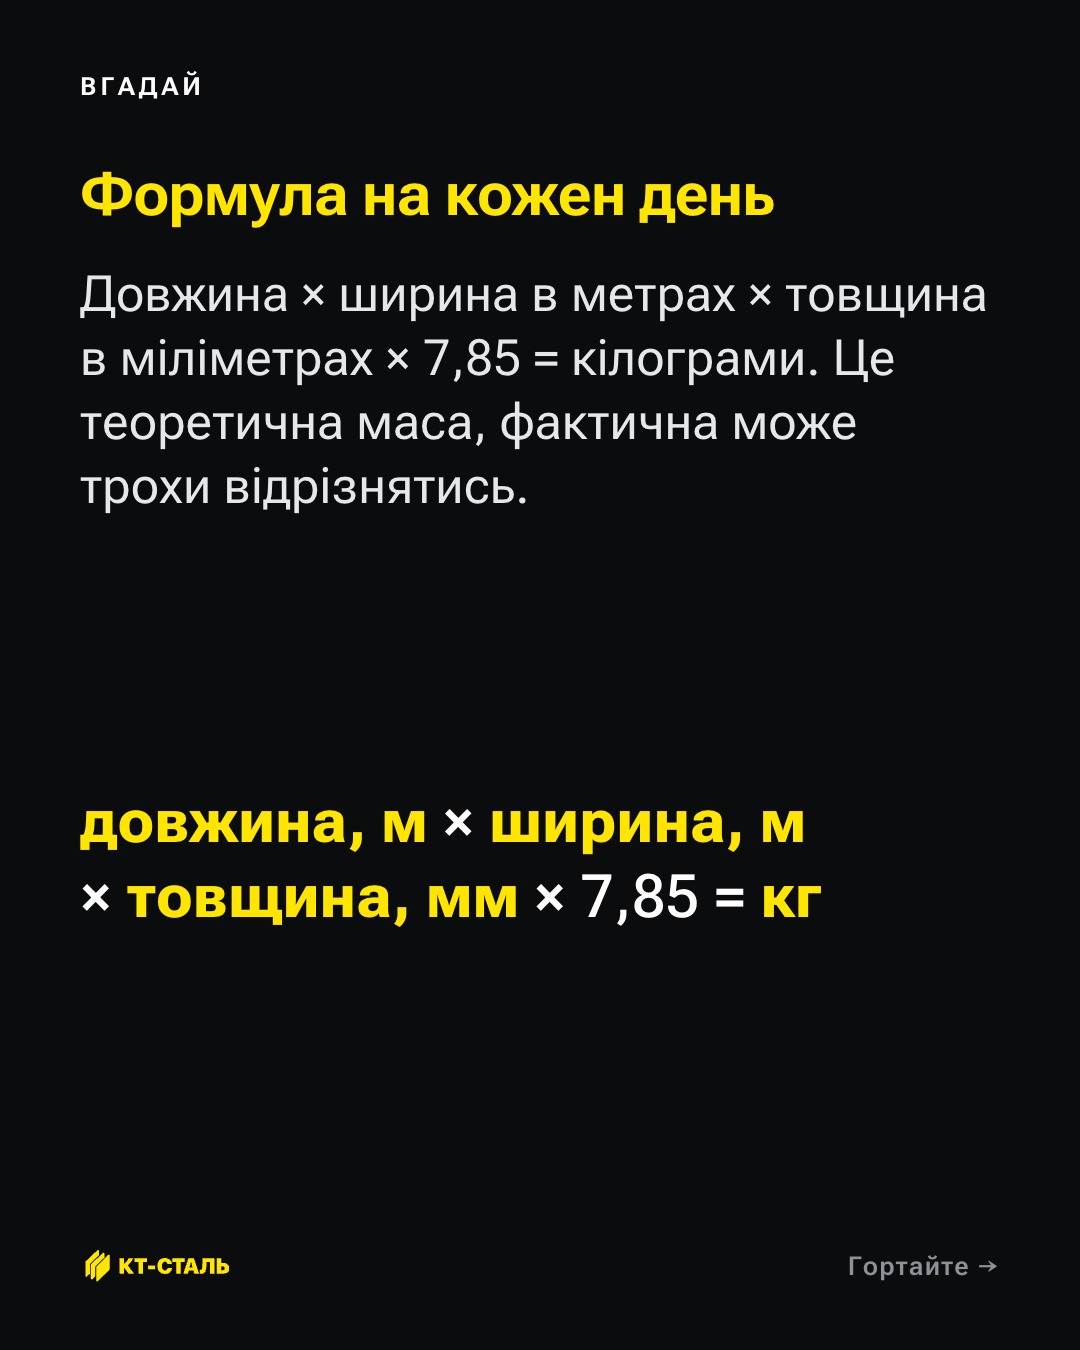 ВГАДАЙ
Формула на кожен день
Довжина × ширина в метрах × товщина
в міліметрах × 7,85 = кілограми. Це
теоретична маса, фактична може
трохи відрізнятись.
довжина, м × ширина, м
× товщина, мм × 7,85 = кг
КТ-СТАЛЬ
Гортайте →